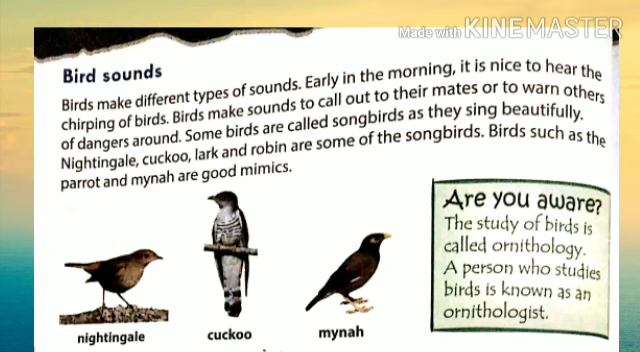 Made with KINEMASTER
Bird sounds
Birds make different types of sounds. Early in the morning, it is nice to hear the
chirping of birds. Birds make sounds to call out to their mates or to warn others
of dangers around. Some birds are called songbirds as they sing beautifully.
Nightingale, cuckoo, lark and robin are some of the songbirds. Birds such as the
parrot and mynah are good mimics.
Are you aware?
The study of birds is
called ornithology.
A person who studies
birds is known as an
ornithologist.
nightingale
cuckoo
mynah